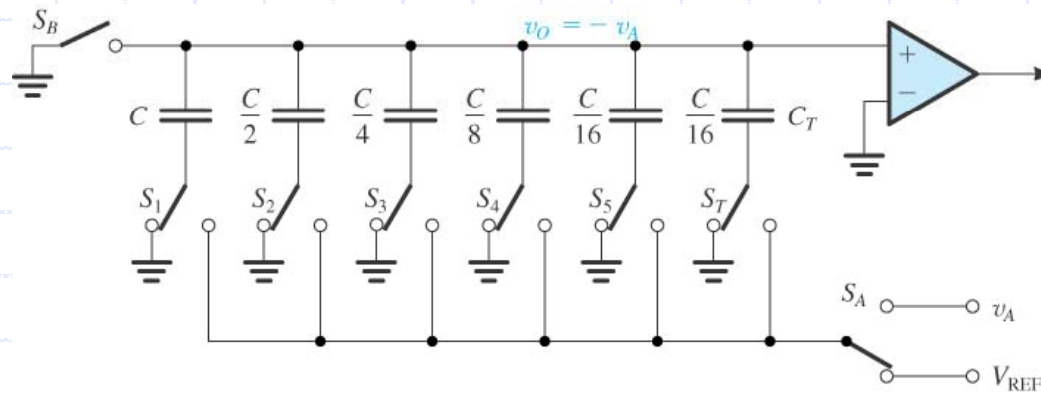 S_B
v_O = − v_A
C C/2 C/4 C/8 C/16 C/16 C_T
+
−
S_1 S_2 S_3 S_4 S_5 S_T
S_A v_A
V_REF